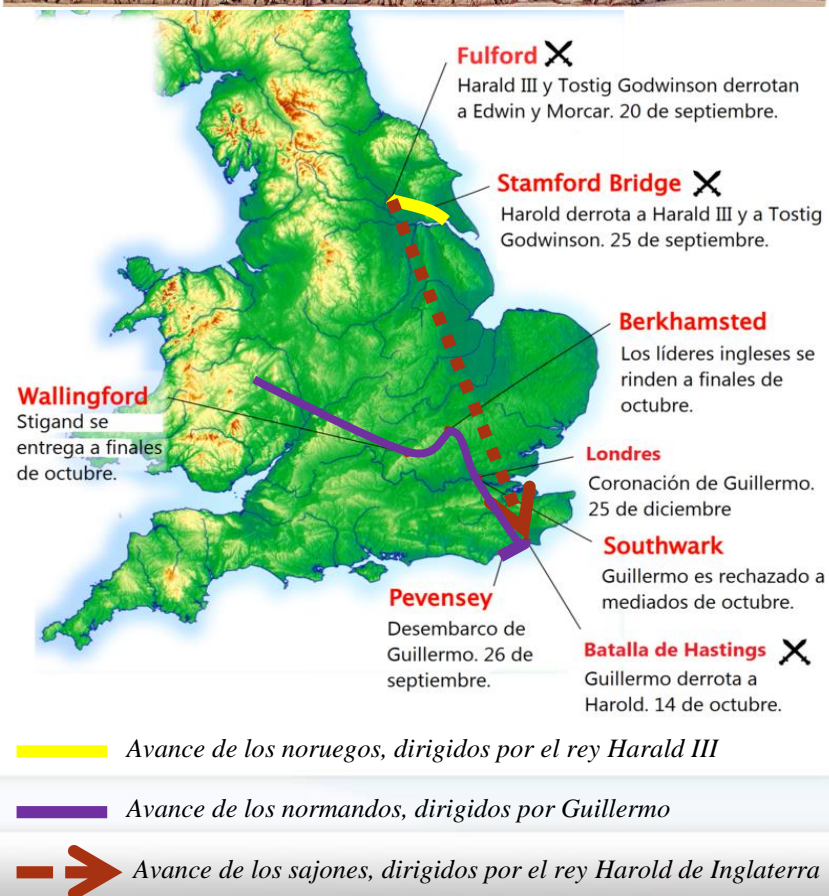 Fulford
Harald III y Tostig Godwinson derrotan
a Edwin y Morcar. 20 de septiembre.
Stamford Bridge
Harold derrota a Harald III y a Tostig
Godwinson. 25 de septiembre.
Berkhamsted
Los líderes ingleses se
rinden a finales de
octubre.
Wallingford
Stigand se
entrega a finales
de octubre.
Londres
Coronación de Guillermo.
25 de diciembre
Southwark
Guillermo es rechazado a
mediados de octubre.
Pevensey
Desembarco de
Guillermo. 26 de
septiembre.
Batalla de Hastings
Guillermo derrota a
Harold. 14 de octubre.
Avance de los noruegos, dirigidos por el rey Harald III
Avance de los normandos, dirigidos por Guillermo
Avance de los sajones, dirigidos por el rey Harold de Inglaterra